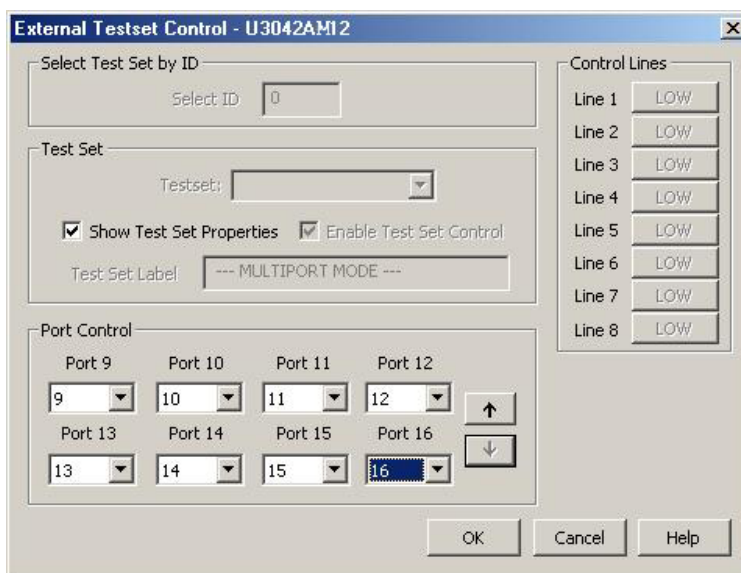 External Testset Control - U3042AM12
Select Test Set by ID
Select ID 0
Test Set
Testset:
Show Test Set Properties Enable Test Set Control
Test Set Label --- MULTIPORT MODE ---
Port Control
Port 9 Port 10 Port 11 Port 12
9 10 11 12
Port 13 Port 14 Port 15 Port 16
13 14 15 16
Control Lines
Line 1 LOW
Line 2 LOW
Line 3 LOW
Line 4 LOW
Line 5 LOW
Line 6 LOW
Line 7 LOW
Line 8 LOW
OK Cancel Help